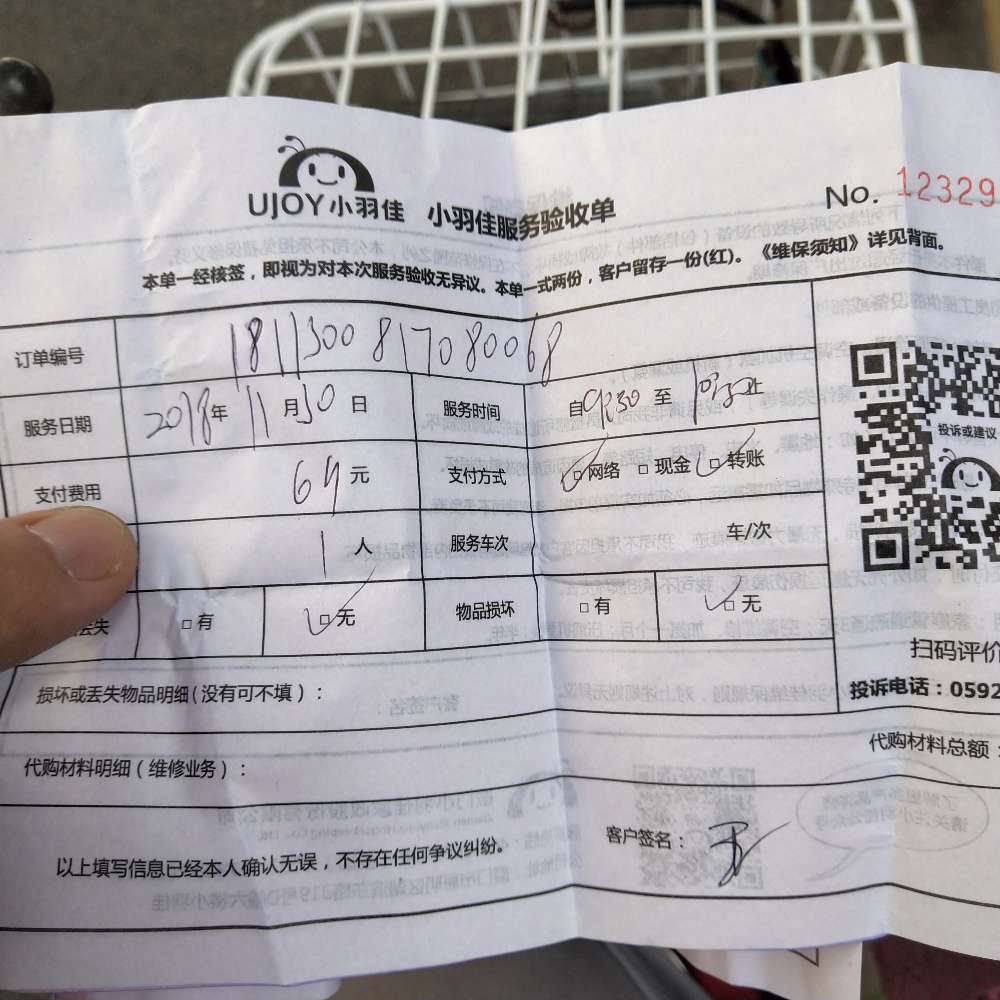 UJOY小羽佳 小羽佳服务验收单 No. 12329
本单一经核签，即视为对本次服务验收无异议。本单一式两份，客户留存一份(红)。《维保须知》详见背面。
订单编号 1811300817080068
服务日期 2018年 11月30日 服务时间 自09:30 至 10:30止
支付费用 64元 支付方式 网络 现金 转账
1 人 服务车次 车/次
丢失 有 无 物品损坏 有 无
投诉或建议
扫码评价
投诉电话：0592
损坏或丢失物品明细(没有可不填)：
代购材料明细(维修业务)：
代购材料总额：
以上填写信息已经本人确认无误，不存在任何争议纠纷。
客户签名：